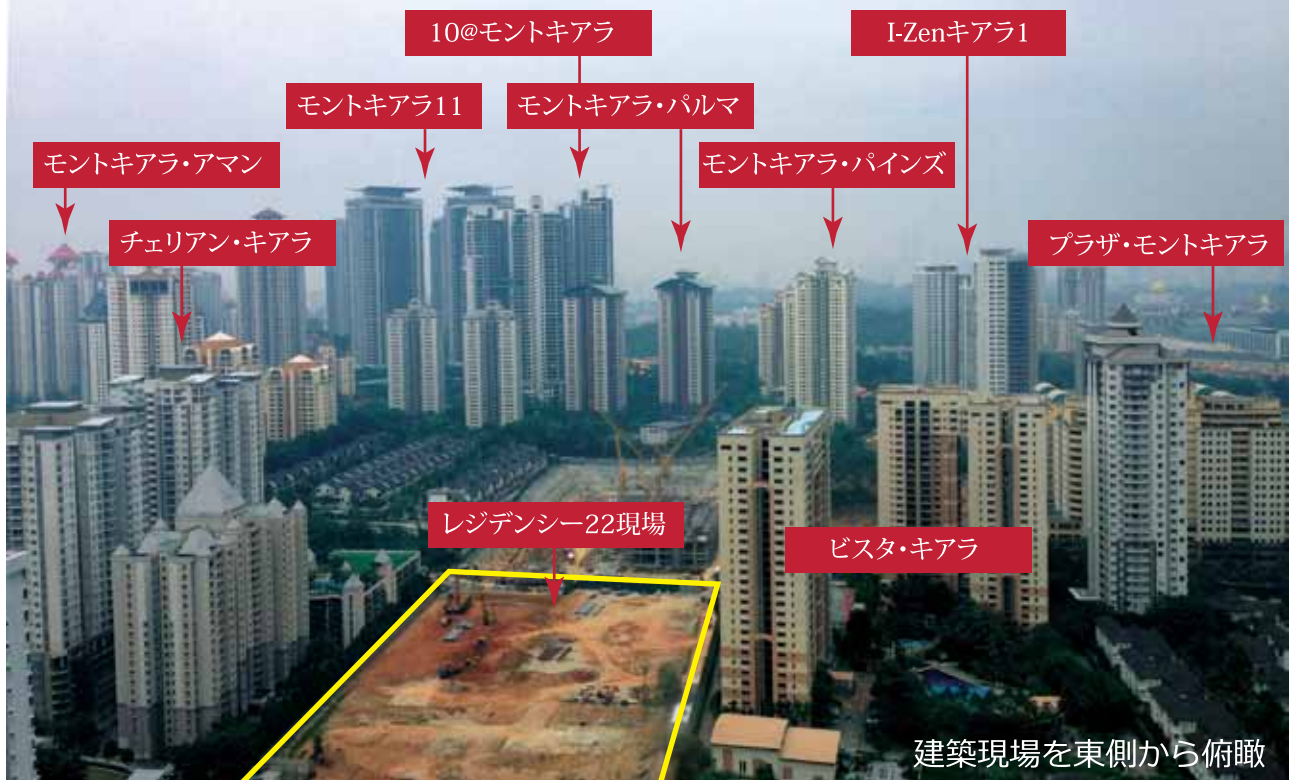 10@モントキアラ
I-Zenキアラ1
モントキアラ11
モントキアラ・パルマ
モントキアラ・アマン
モントキアラ・パインズ
チェリアン・キアラ
プラザ・モントキアラ
レジデンシー22現場
ビスタ・キアラ
建築現場を東側から俯瞰